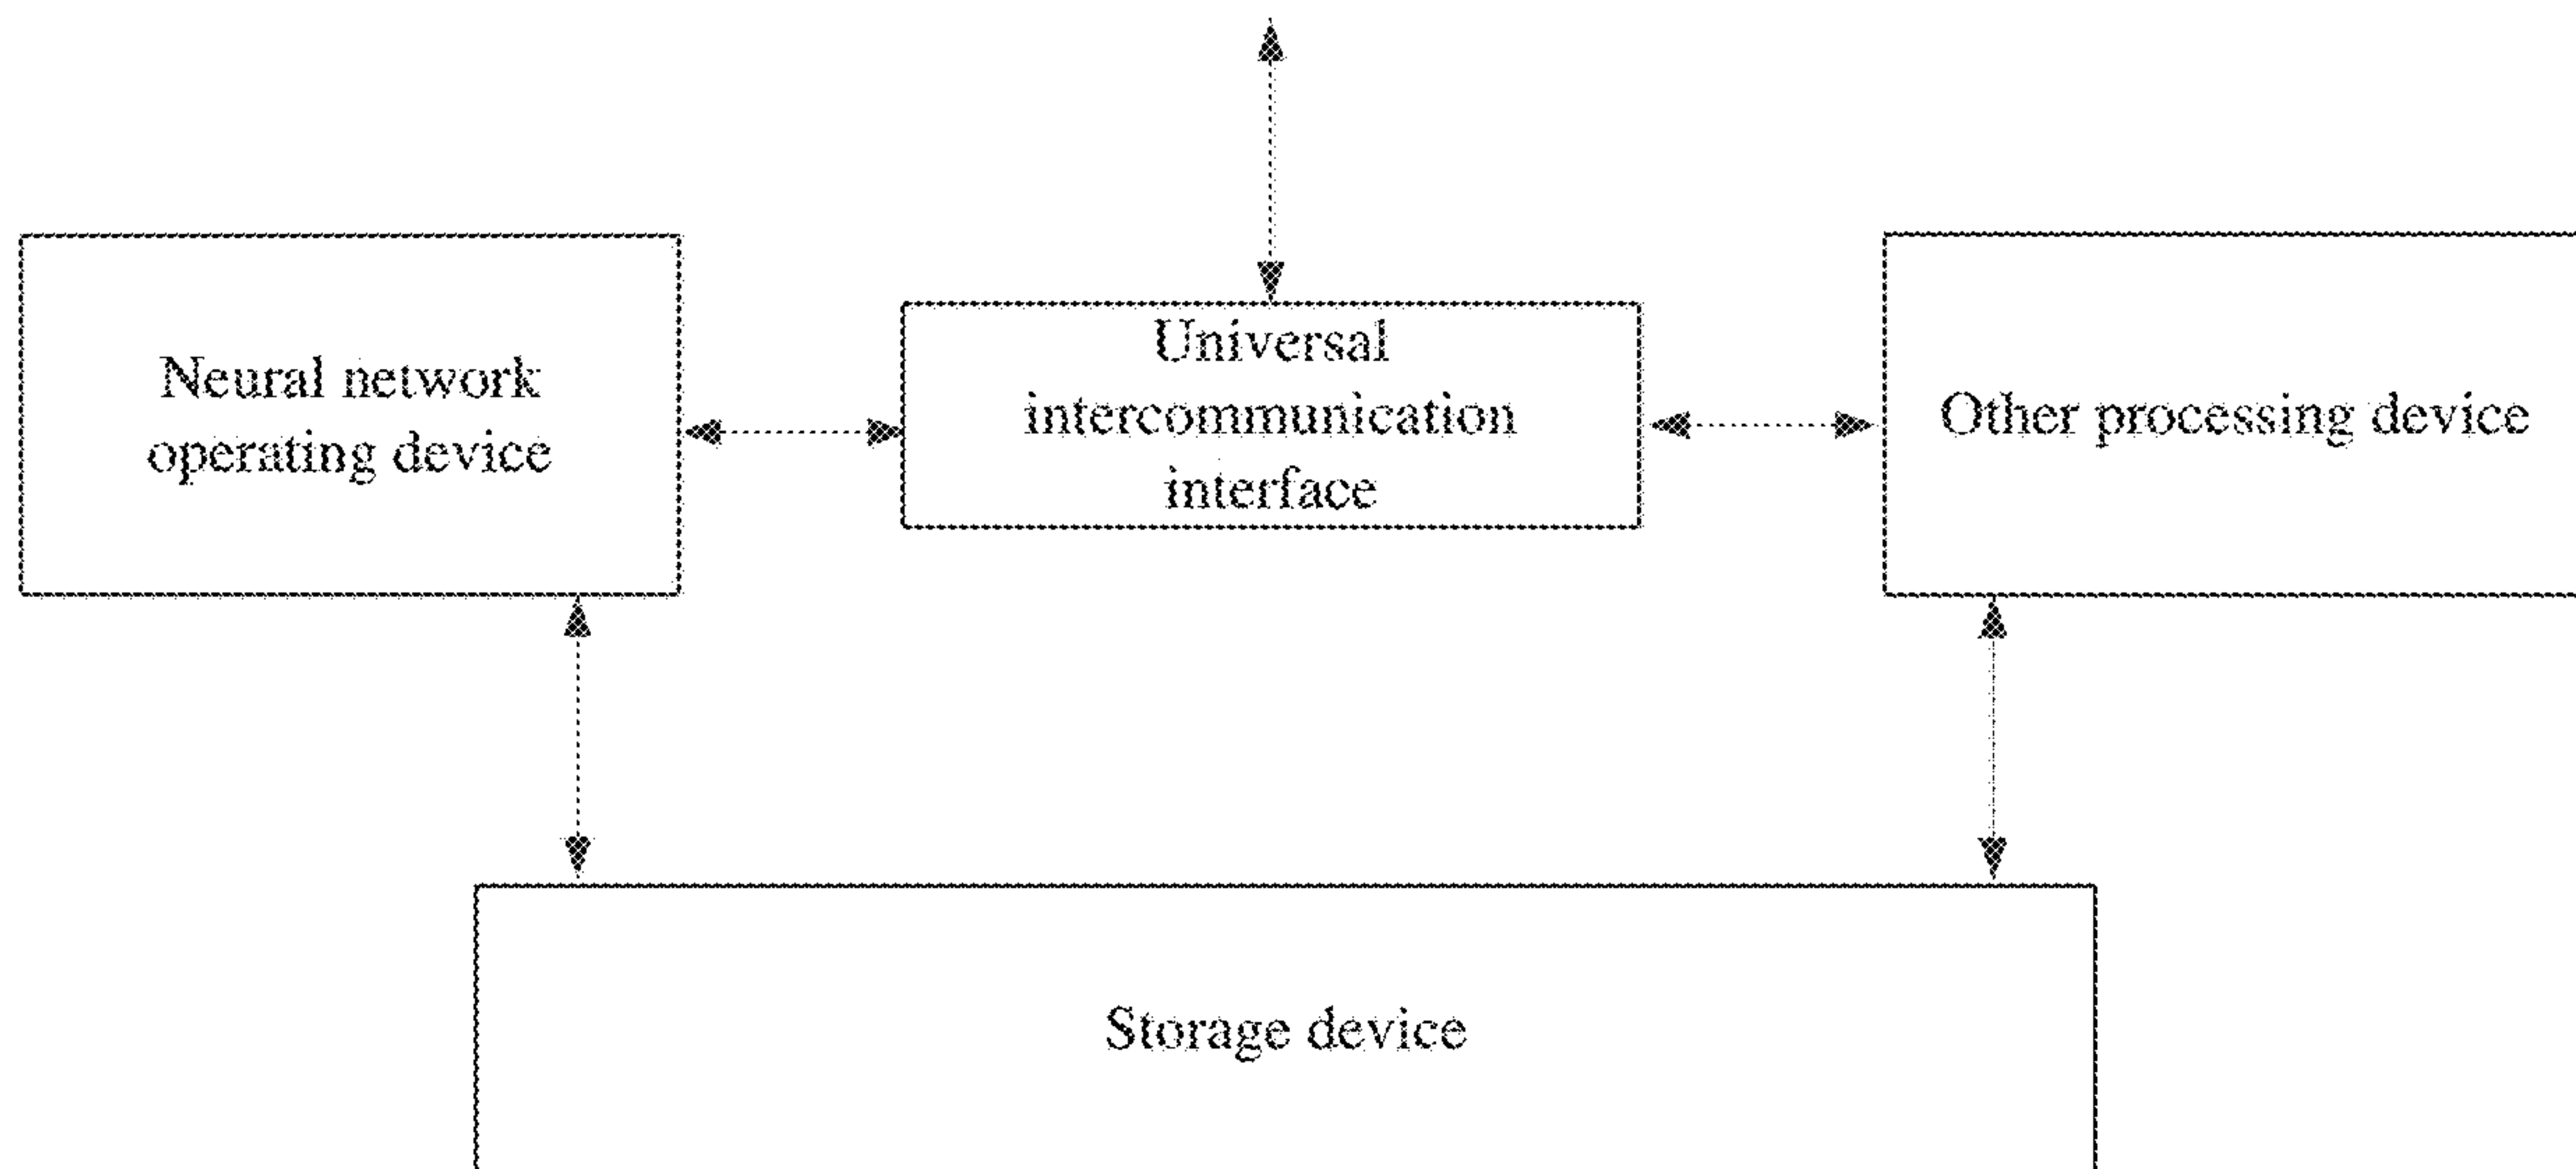 Neural network
operating device
Universal
intercommunication
interface
Other processing device
Storage device